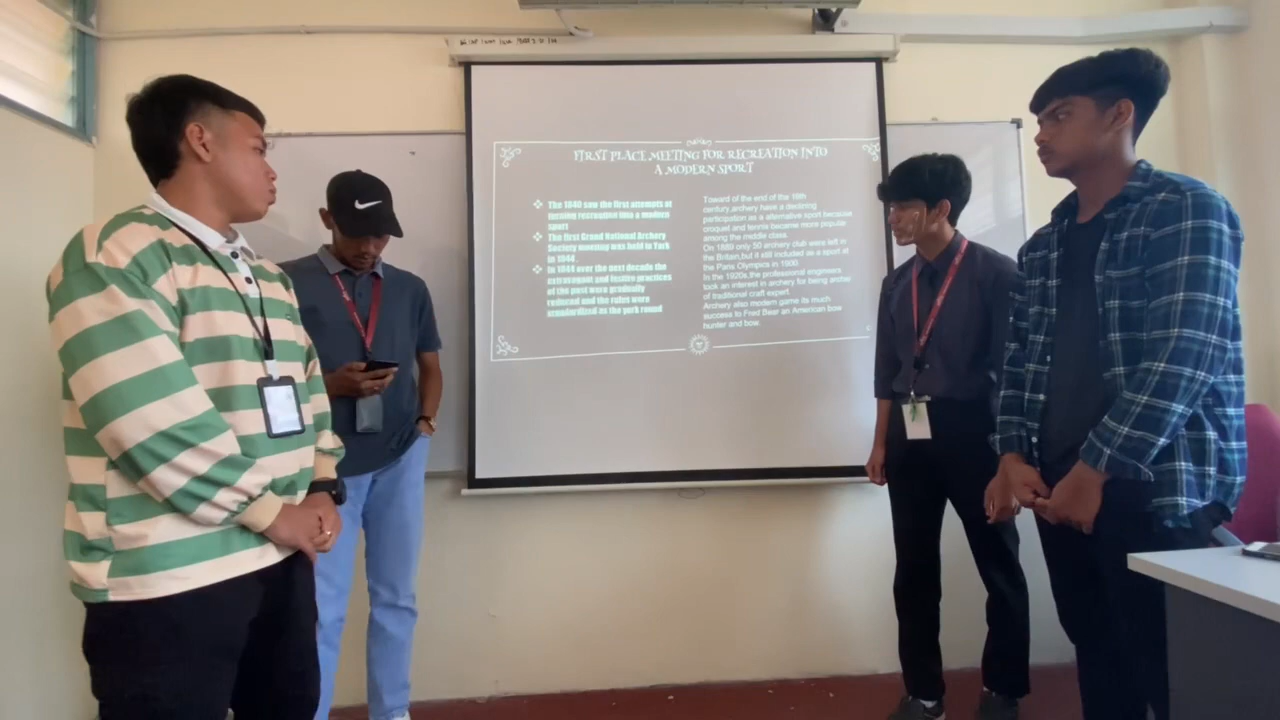 FIRST PLACE MEETING FOR RECREATION INTO
A MODERN SPORT
❖ The 1840 saw the first attempts at
forming recreation into a modern
sport
❖ The first Grand National Archery
Society meeting was held in York
in 1944 .
❖ In 1844 over the next decade the
extravagant and festive practices
of the past were gradually
reduced and the rules were
standardized as the york round
Toward of the end of the 19th
century,archery have a declining
participation as a alternative sport because
croquet and tennis became more popular
among the middle class.
On 1889 only 50 archery club were left in
the Britain,but it still included as a sport at
the Paris Olympics in 1900.
In the 1920s,the professional engineers
took an interest in archery for being archer
of traditional craft expert.
Archery also modern game its much
success to Fred Bear an American bow
hunter and bow.